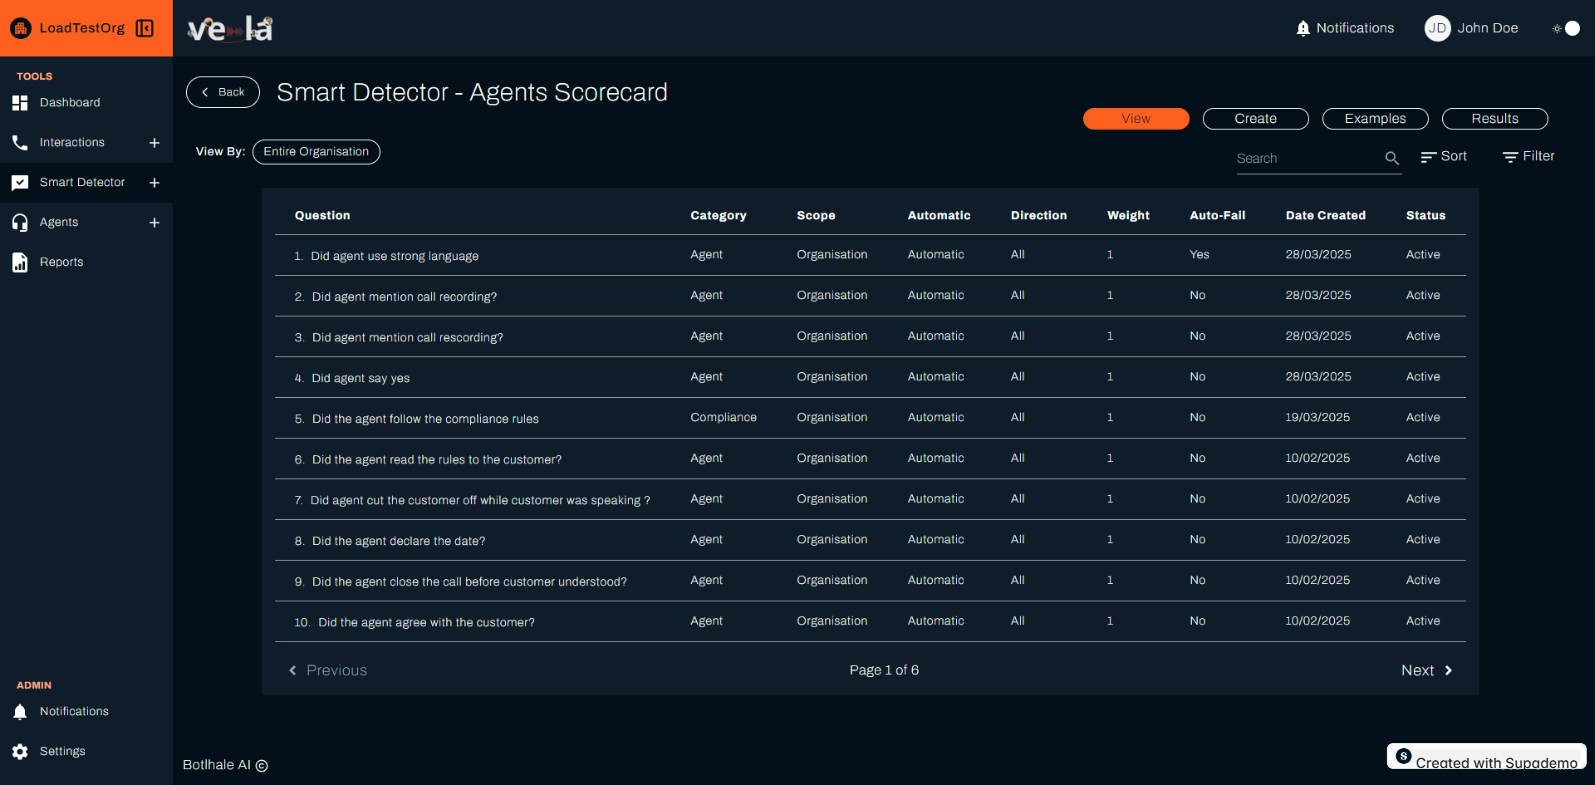 LoadTestOrg
vela
Notifications
JD John Doe
TOOLS
Dashboard
Interactions +
Smart Detector +
Agents +
Reports
Back
Smart Detector - Agents Scorecard
View Create Examples Results
View By: Entire Organisation
Search Sort Filter
Question Category Scope Automatic Direction Weight Auto-Fail Date Created Status
1. Did agent use strong language Agent Organisation Automatic All 1 Yes 28/03/2025 Active
2. Did agent mention call recording? Agent Organisation Automatic All 1 No 28/03/2025 Active
3. Did agent mention call rescording? Agent Organisation Automatic All 1 No 28/03/2025 Active
4. Did agent say yes Agent Organisation Automatic All 1 No 28/03/2025 Active
5. Did the agent follow the compliance rules Compliance Organisation Automatic All 1 No 19/03/2025 Active
6. Did the agent read the rules to the customer? Agent Organisation Automatic All 1 No 10/02/2025 Active
7. Did agent cut the customer off while customer was speaking ? Agent Organisation Automatic All 1 No 10/02/2025 Active
8. Did the agent declare the date? Agent Organisation Automatic All 1 No 10/02/2025 Active
9. Did the agent close the call before customer understood? Agent Organisation Automatic All 1 No 10/02/2025 Active
10. Did the agent agree with the customer? Agent Organisation Automatic All 1 No 10/02/2025 Active
Previous Page 1 of 6 Next
ADMIN
Notifications
Settings
Botlhale AI ©
Created with Supademo